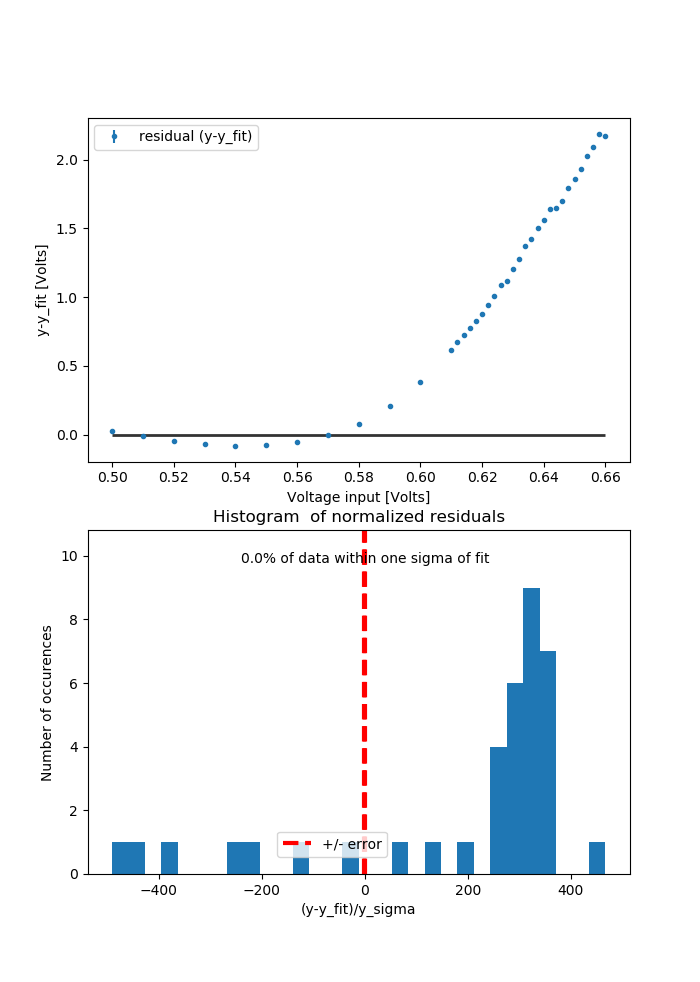 residual (y-y_fit)
2.0
1.5
1.0
0.5
0.0
y-y_fit [Volts]
0.50 0.52 0.54 0.56 0.58 0.60 0.62 0.64 0.66
Voltage input [Volts]
Histogram  of normalized residuals
0.0% of data within one sigma of fit
10
8
6
4
2
0
Number of occurences
+/- error
−400 −200 0 200 400
(y-y_fit)/y_sigma